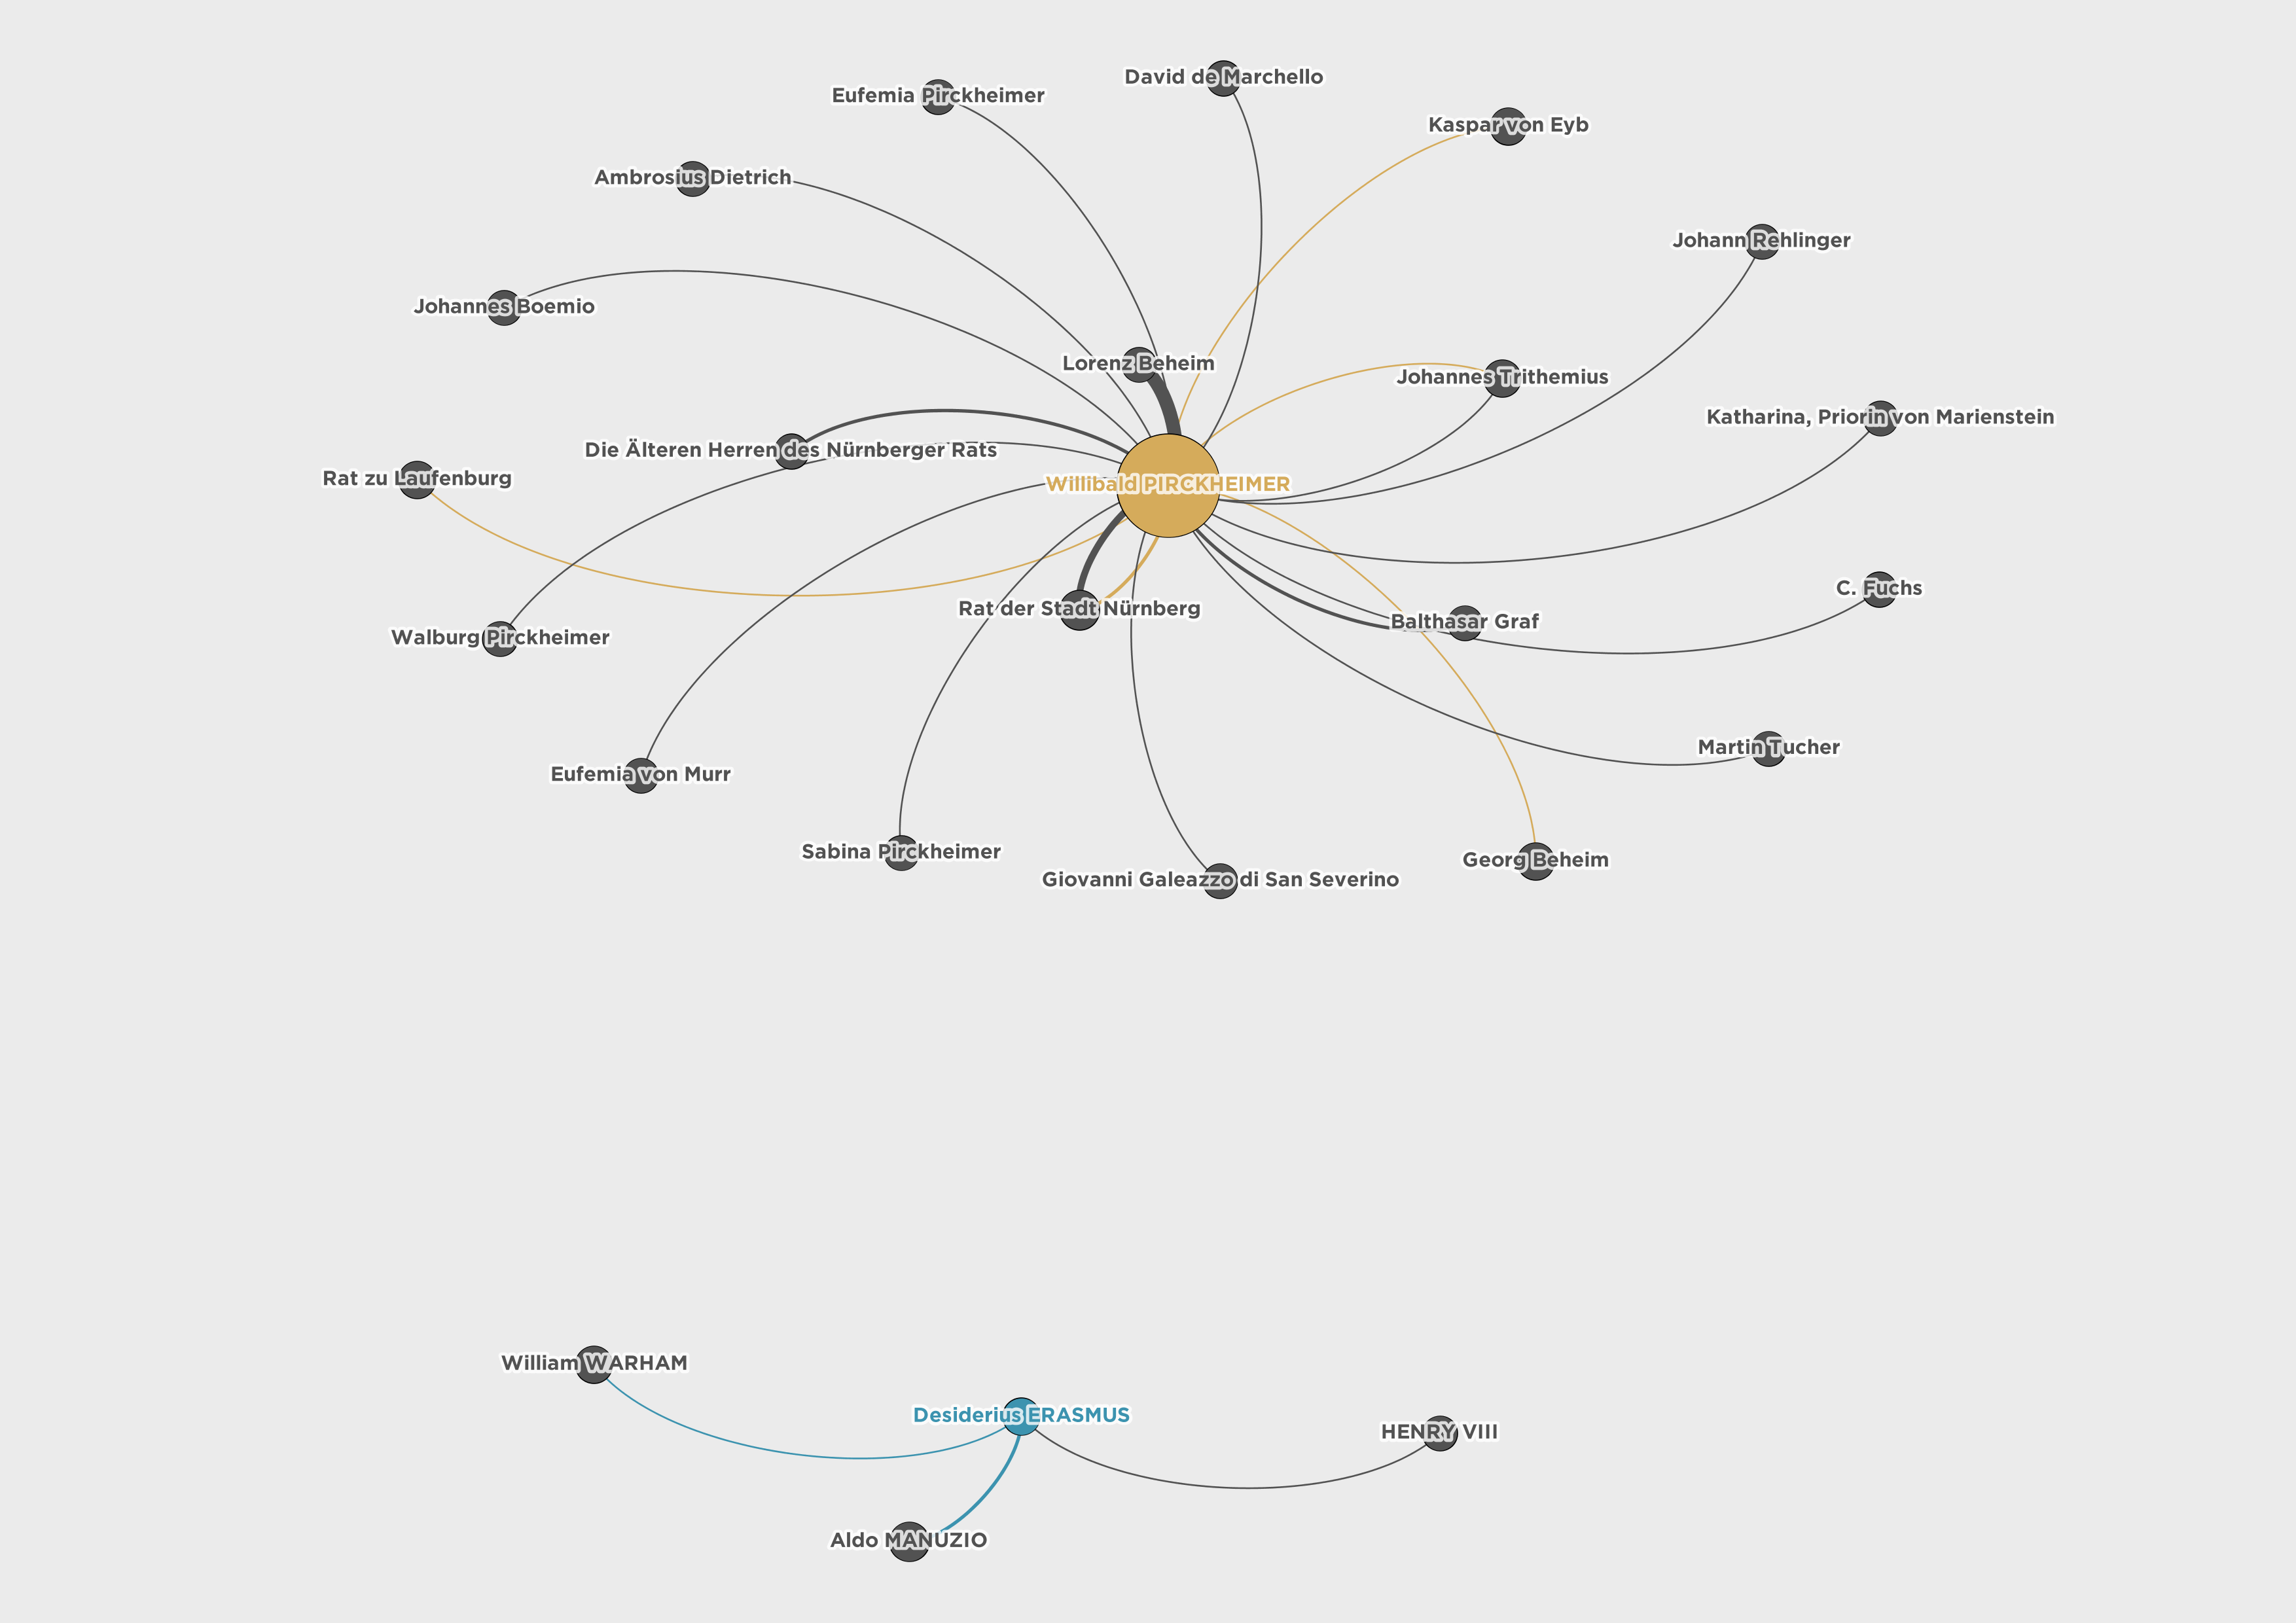 David de Marchello
Eufemia Pirckheimer
Kaspar von Eyb
Ambrosius Dietrich
Johann Rehlinger
Johannes Boemio
Lorenz Beheim
Johannes Trithemius
Katharina, Priorin von Marienstein
Die Älteren Herren des Nürnberger Rats
Rat zu Laufenburg
Willibald PIRCKHEIMER
C. Fuchs
Rat der Stadt Nürnberg
Balthasar Graf
Walburg Pirckheimer
Martin Tucher
Eufemia von Murr
Sabina Pirckheimer
Georg Beheim
Giovanni Galeazzo di San Severino
William WARHAM
Desiderius ERASMUS
HENRY VIII
Aldo MANUZIO